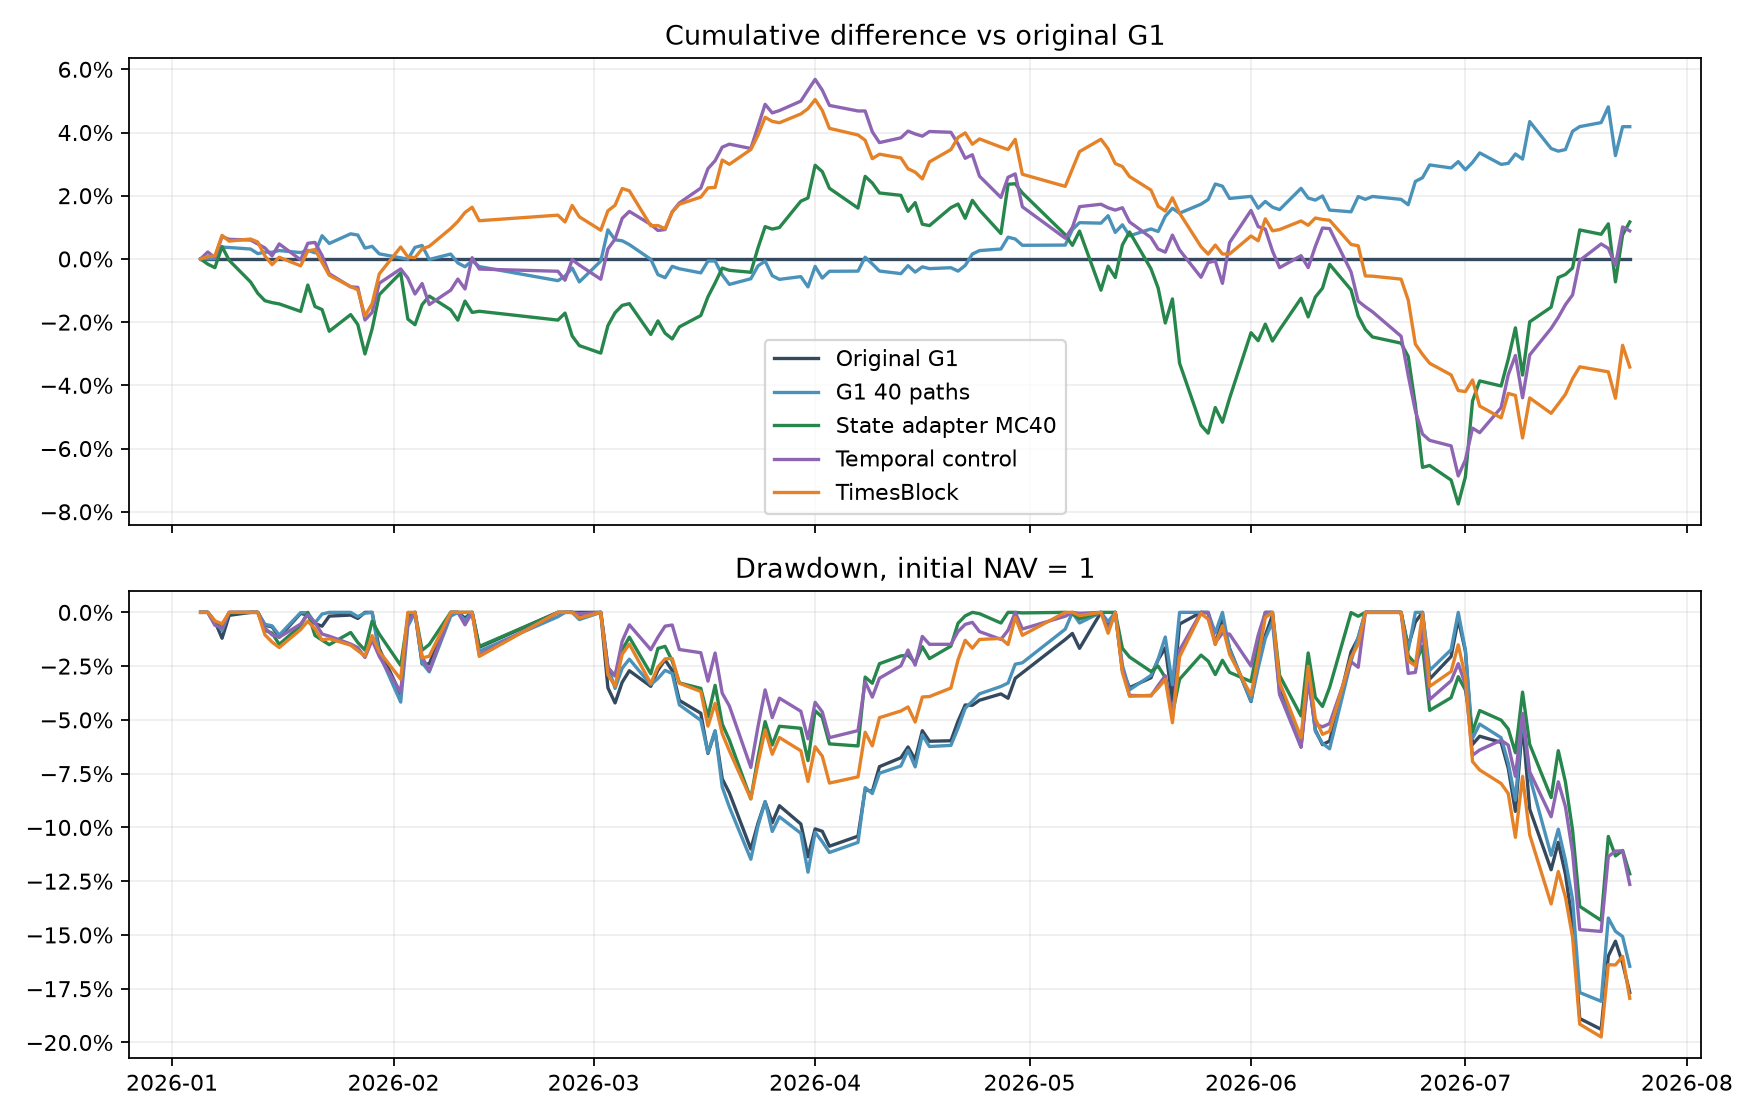 Cumulative difference vs original G1
6.0%
4.0%
2.0%
0.0%
−2.0%
−4.0%
−6.0%
−8.0%
Original G1
G1 40 paths
State adapter MC40
Temporal control
TimesBlock
Drawdown, initial NAV = 1
0.0%
−2.5%
−5.0%
−7.5%
−10.0%
−12.5%
−15.0%
−17.5%
−20.0%
2026-01 2026-02 2026-03 2026-04 2026-05 2026-06 2026-07 2026-08